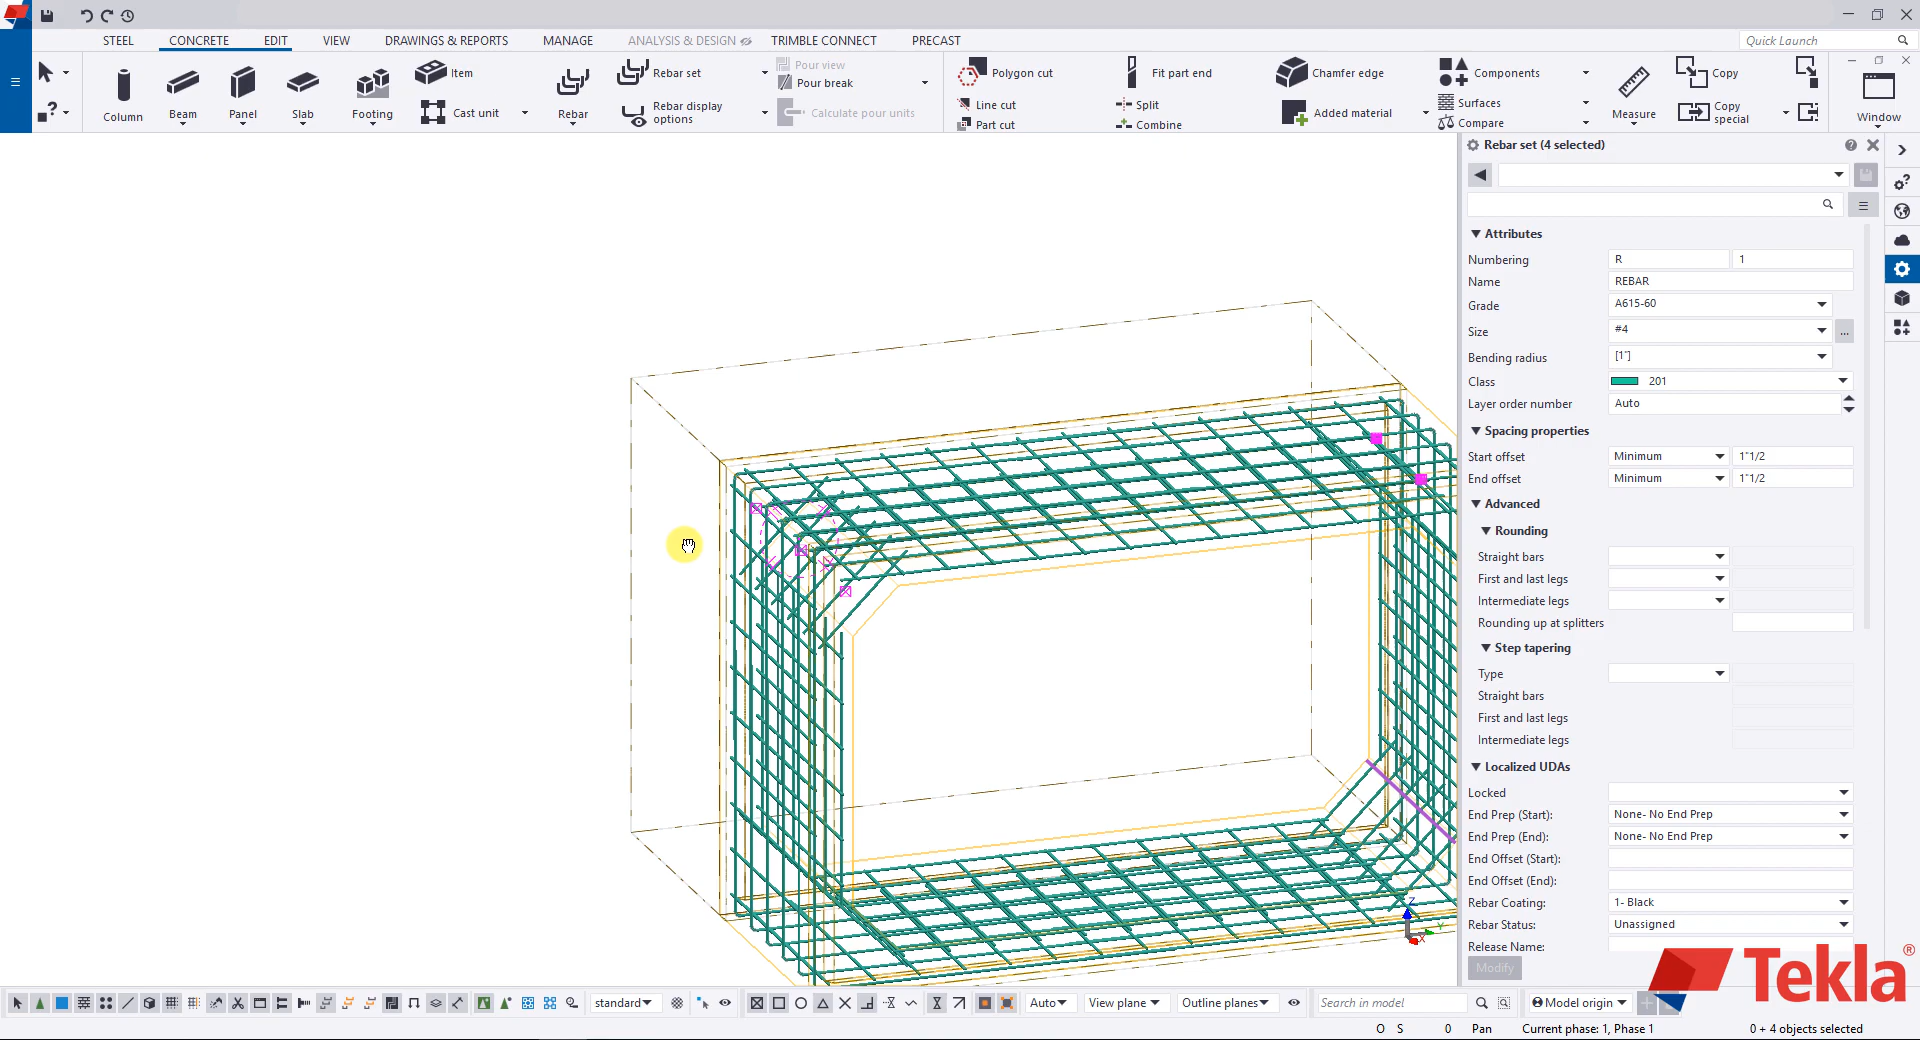 STEEL CONCRETE EDIT VIEW DRAWINGS & REPORTS MANAGE ANALYSIS & DESIGN TRIMBLE CONNECT PRECAST Quick Launch
Column Beam Panel Slab Footing
Item
Cast unit
Rebar
Rebar set
Rebar display options
Pour view
Pour break
Calculate pour units
Polygon cut
Line cut
Part cut
Fit part end
Split
Combine
Chamfer edge
Added material
Components
Surfaces
Compare
Measure
Copy
Copy special
Window
Rebar set (4 selected)
Attributes
Numbering R 1
Name REBAR
Grade A615-60
Size #4 ...
Bending radius [1"]
Class 201
Layer order number Auto
Spacing properties
Start offset Minimum 1"1/2
End offset Minimum 1"1/2
Advanced
Rounding
Straight bars
First and last legs
Intermediate legs
Rounding up at splitters
Step tapering
Type
Straight bars
First and last legs
Intermediate legs
Localized UDAs
Locked
End Prep (Start): None- No End Prep
End Prep (End): None- No End Prep
End Offset (Start):
End Offset (End):
Rebar Coating: 1- Black
Rebar Status: Unassigned
Release Name:
Modify
Tekla®
Z
Y
X
standard Auto View plane Outline planes Search in model Model origin
O S 0 Pan Current phase: 1, Phase 1 0 + 4 objects selected